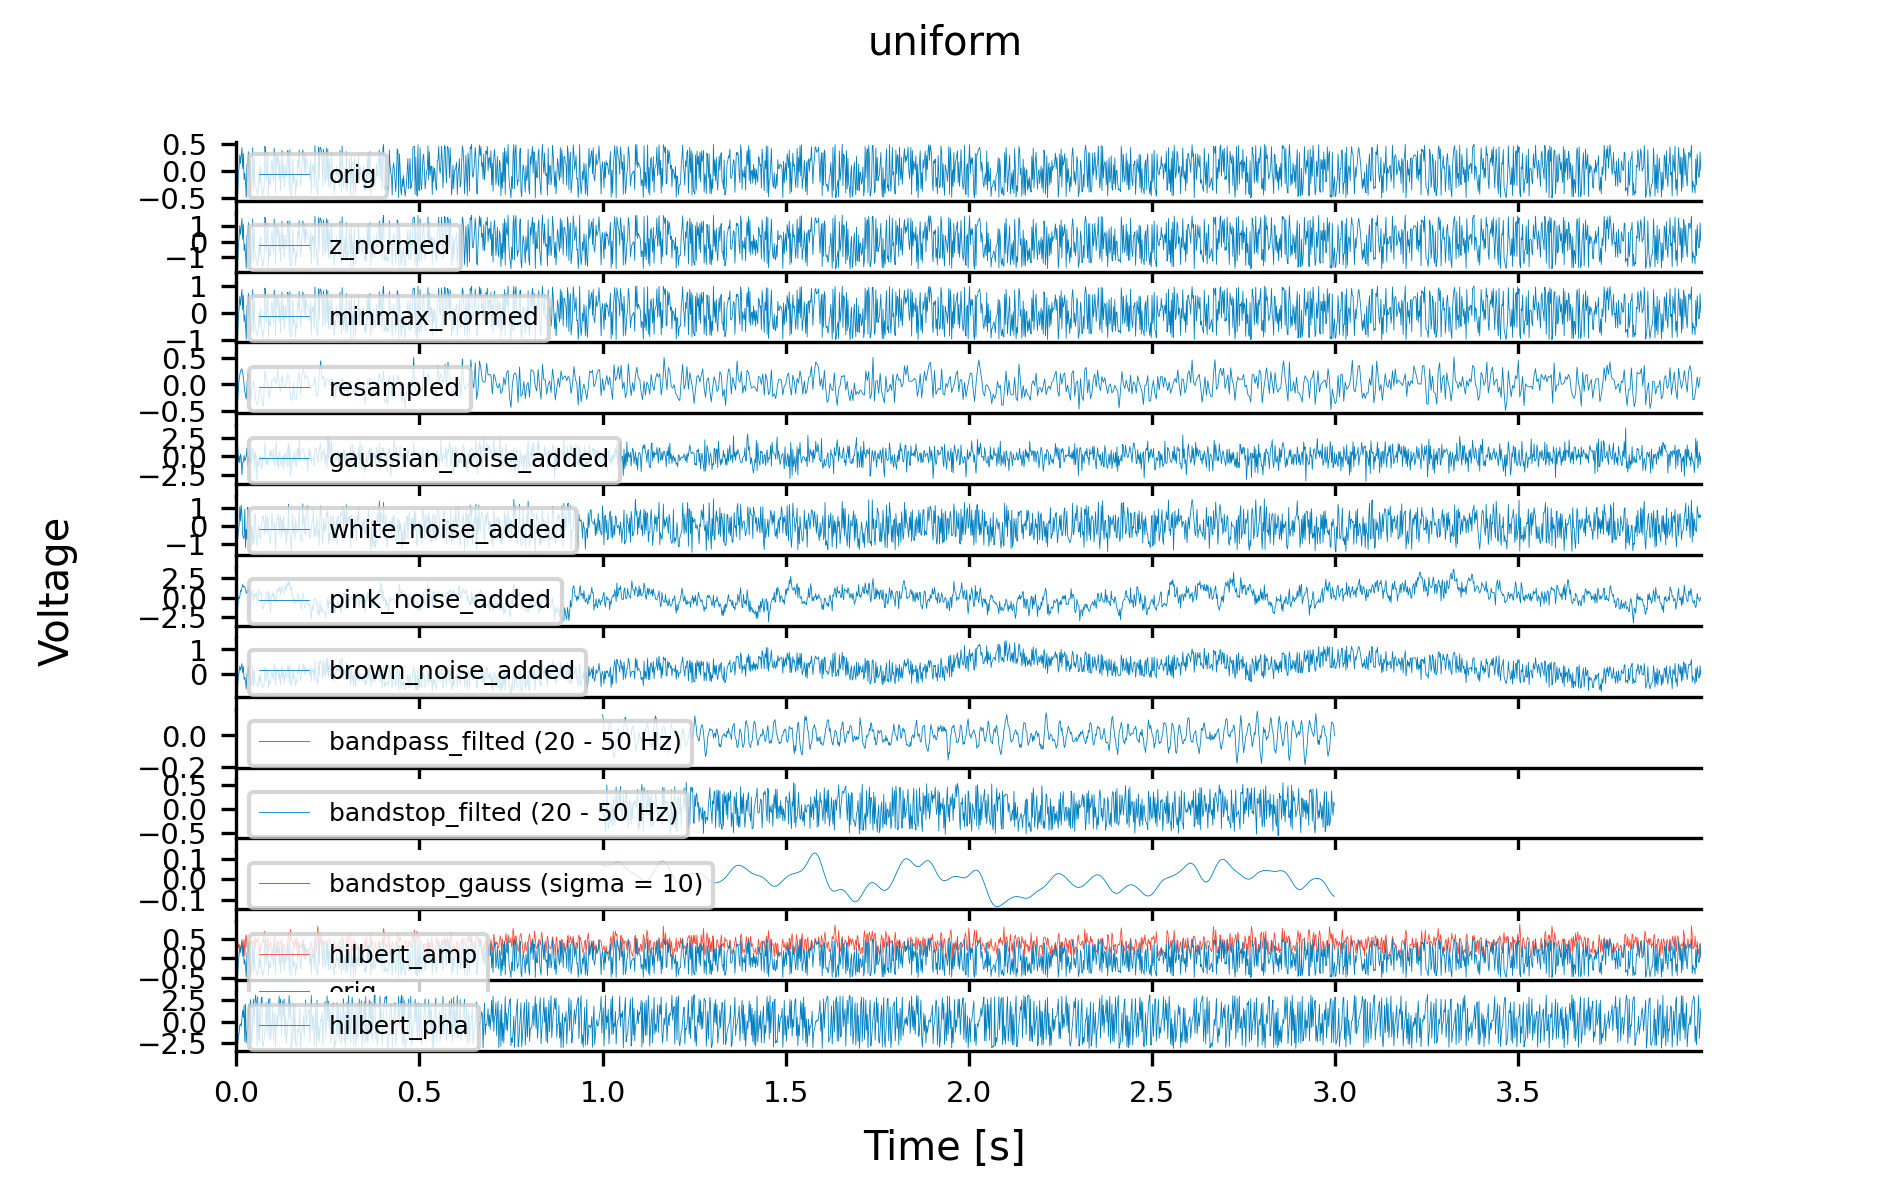 uniform
Voltage
0.5
0.0
−0.5
orig
1
0
−1
z_normed
1
0
−1
minmax_normed
0.5
0.0
−0.5
resampled
2.5
0.0
−2.5
gaussian_noise_added
1
0
−1
white_noise_added
2.5
0.0
−2.5
pink_noise_added
1
0
brown_noise_added
0.0
−0.2
bandpass_filted (20 - 50 Hz)
0.5
0.0
−0.5
bandstop_filted (20 - 50 Hz)
0.1
0.0
−0.1
bandstop_gauss (sigma = 10)
0.5
0.0
−0.5
hilbert_amp
orig
2.5
0.0
−2.5
hilbert_pha
0.0 0.5 1.0 1.5 2.0 2.5 3.0 3.5
Time [s]